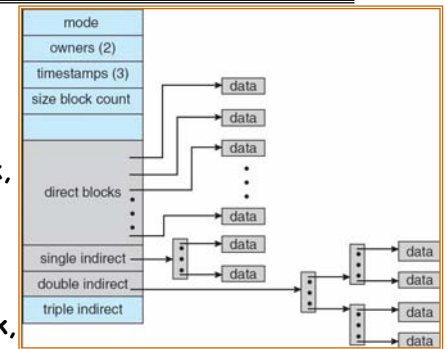 mode
owners (2)
timestamps (3)
size block count
data
data
data
direct blocks
data
data
single indirect
data
data
double indirect
data
triple indirect
data
data